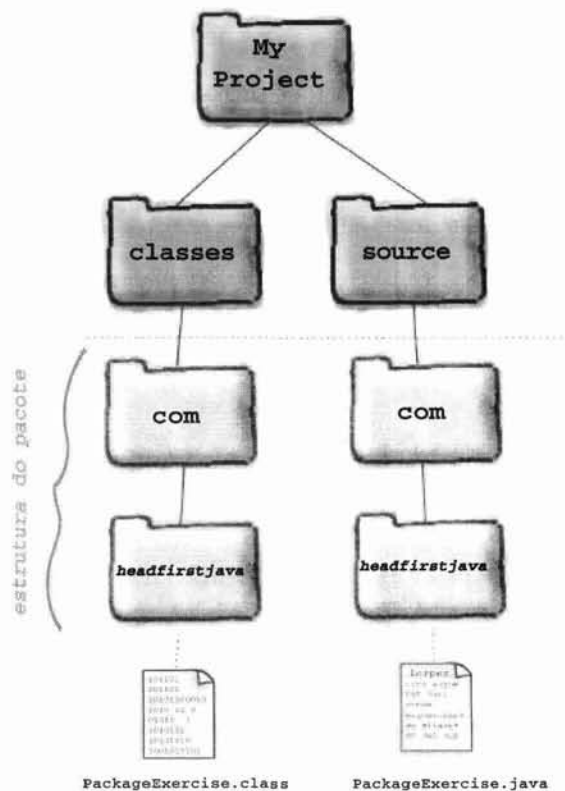 My
Project
classes
source
estrutura do pacote
com
com
headfirstjava
headfirstjava
PackageExercise.class
PackageExercise.java